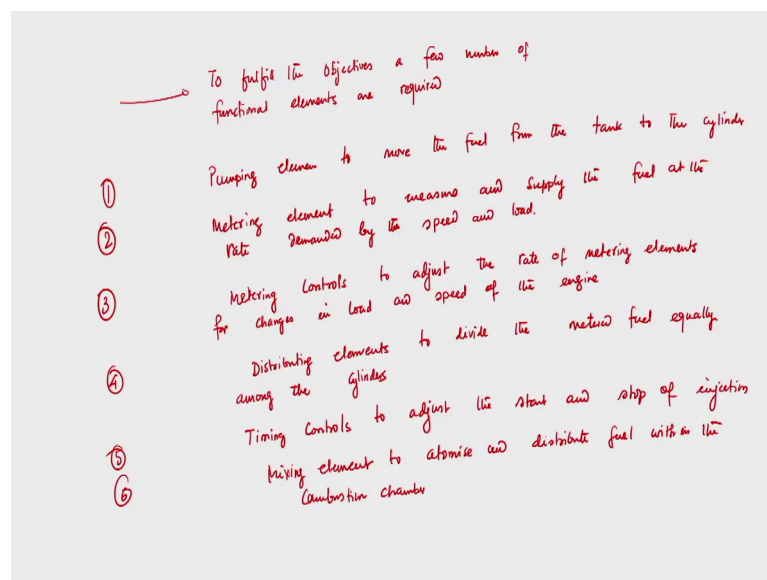 To fulfil the objectives a few number of
functional elements are required
① Pumping elemen to move the fuel from the tank to the cylinder
② Metering element to measure and supply the fuel at the
rate demanded by the speed and load.
③ Metering Controls to adjust the rate of metering elements
for changes in load and speed of the engine
④ Distributing elements to divide the metered fuel equally
among the cylinders
⑤ Timing Controls to adjust the start and stop of injection
⑥ Mixing element to atomise and distribute fuel with in the
Combustion chamber